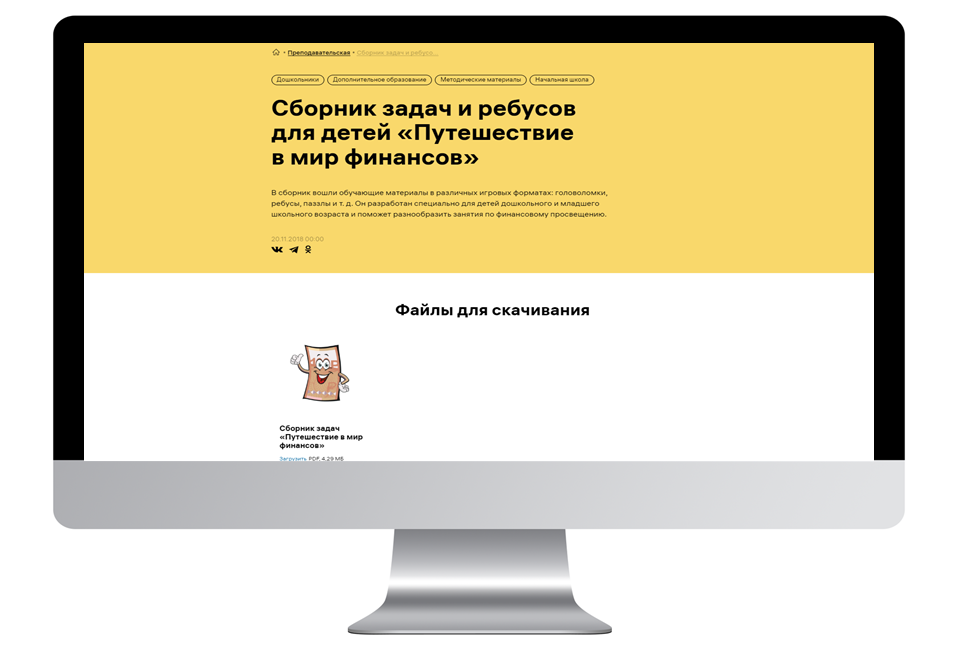 Преподавательская • Сборник задач и ребусо...
Дошкольники Дополнительное образование Методические материалы Начальная школа
Сборник задач и ребусов
для детей «Путешествие
в мир финансов»
В сборник вошли обучающие материалы в различных игровых форматах: головоломки,
ребусы, паззлы и т. д. Он разработан специально для детей дошкольного и младшего
школьного возраста и поможет разнообразить занятия по финансовому просвещению.
20.11.2018 00:00
Файлы для скачивания
Сборник задач
«Путешествие в мир
финансов»
Загрузить PDF, 4.29 МБ